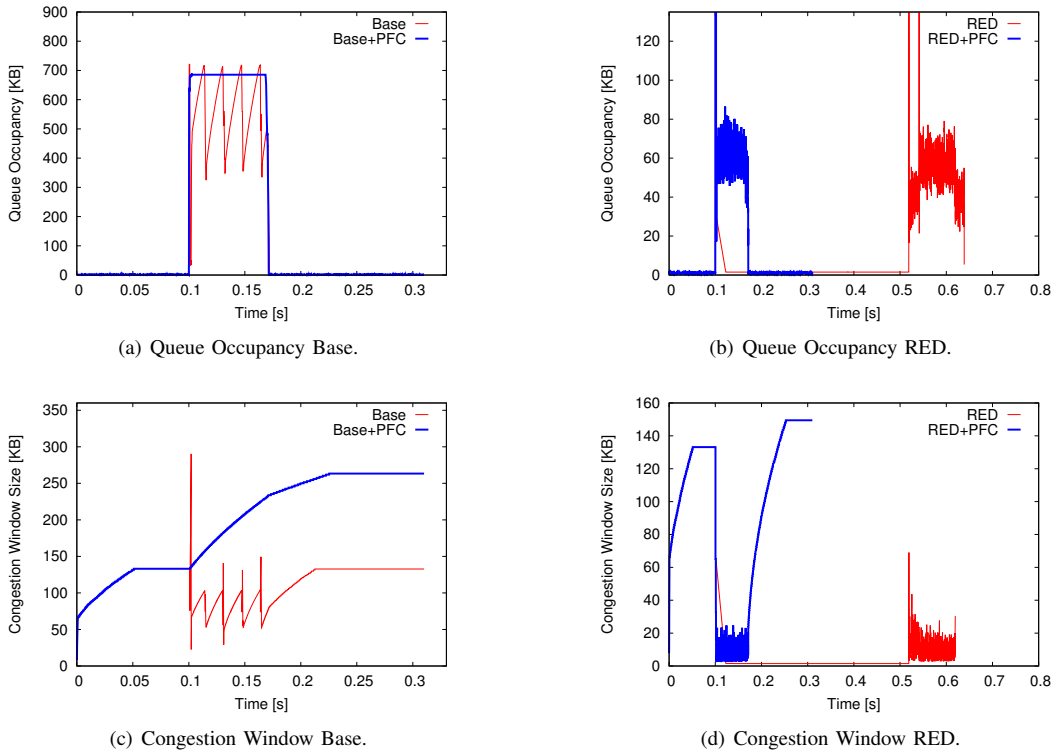 900
800
700
600
500
400
300
200
100
0
Queue Occupancy [KB]
Base
Base+PFC
0 0.05 0.1 0.15 0.2 0.25 0.3
Time [s]
(a) Queue Occupancy Base.
120
100
80
60
40
20
0
Queue Occupancy [KB]
RED
RED+PFC
0 0.1 0.2 0.3 0.4 0.5 0.6 0.7 0.8
Time [s]
(b) Queue Occupancy RED.
350
300
250
200
150
100
50
0
Congestion Window Size [KB]
Base
Base+PFC
0 0.05 0.1 0.15 0.2 0.25 0.3
Time [s]
(c) Congestion Window Base.
160
140
120
100
80
60
40
20
0
Congestion Window Size [KB]
RED
RED+PFC
0 0.1 0.2 0.3 0.4 0.5 0.6 0.7 0.8
Time [s]
(d) Congestion Window RED.